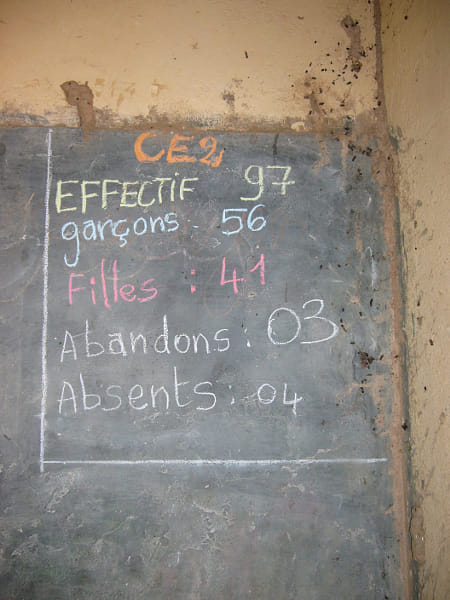 CE2
EFFECTIF 97
garçons . 56
Filles : 41
Abandons : 03
Absents : 04